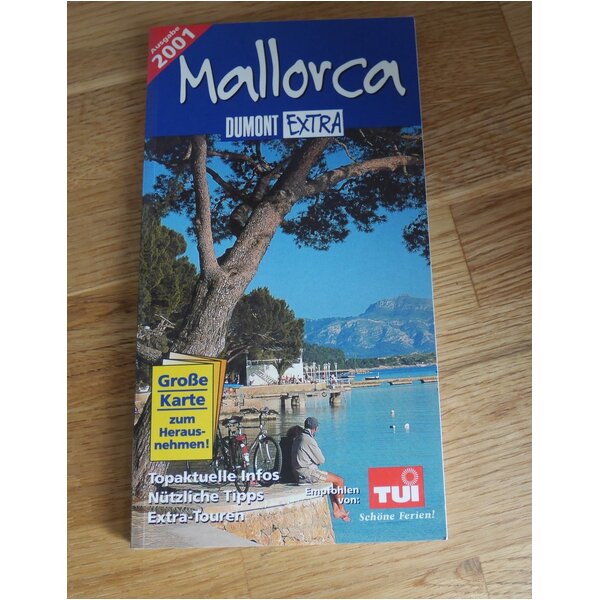 Ausgabe
2001
Mallorca
DUMONT EXTRA
Große
Karte
zum
Heraus-
nehmen!
Topaktuelle Infos
Nützliche Tipps
Extra-Touren
Empfohlen
von:
TUI
Schöne Ferien!